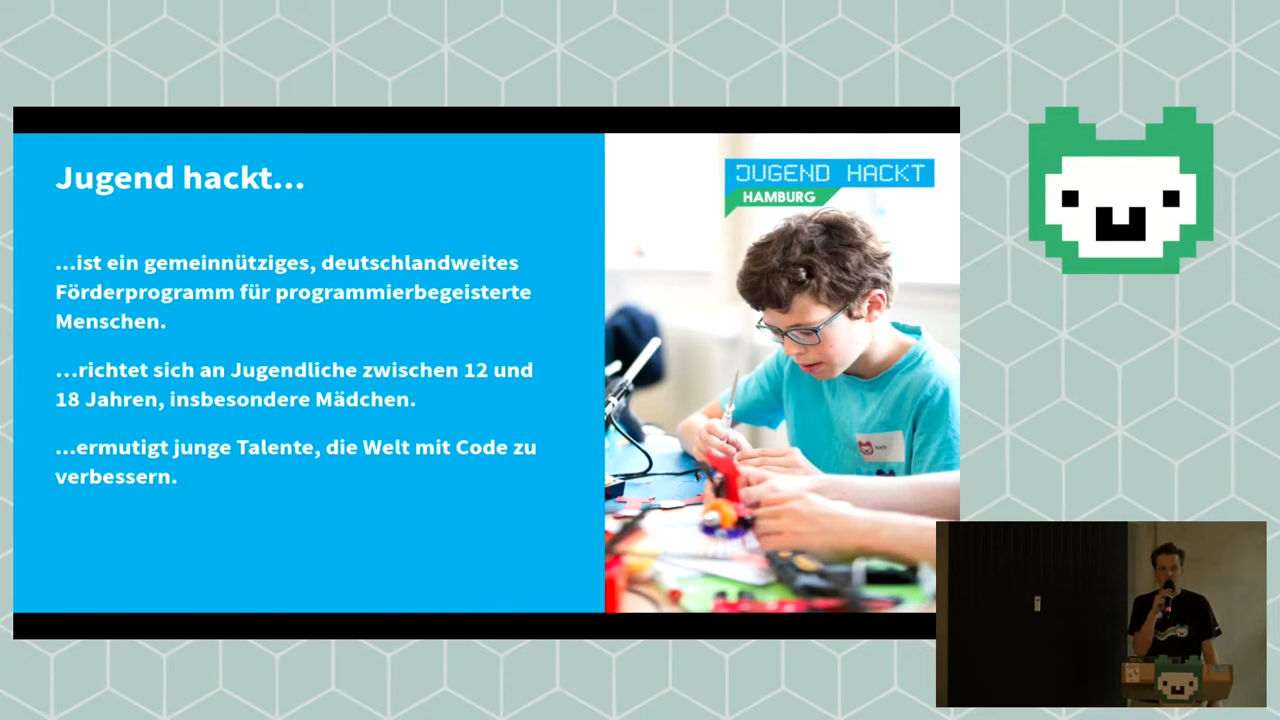 Jugend hackt...
...ist ein gemeinnütziges, deutschlandweites
Förderprogramm für programmierbegeisterte
Menschen.
...richtet sich an Jugendliche zwischen 12 und
18 Jahren, insbesondere Mädchen.
...ermutigt junge Talente, die Welt mit Code zu
verbessern.
JUGEND HACKT
HAMBURG